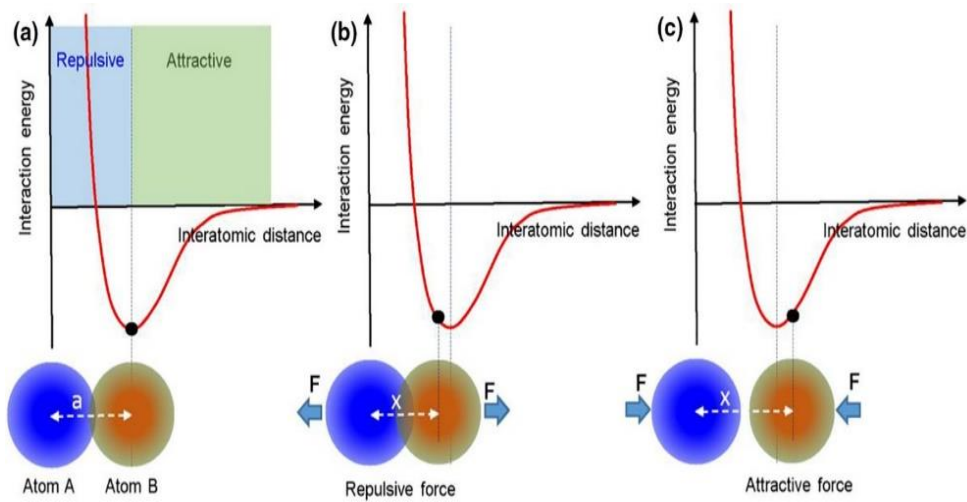 (a)
Repulsive
Attractive
Interaction energy
Interatomic distance
a
Atom A
Atom B
(b)
Interaction energy
Interatomic distance
F
X
F
Repulsive force
(c)
Interaction energy
Interatomic distance
F
X
F
Attractive force